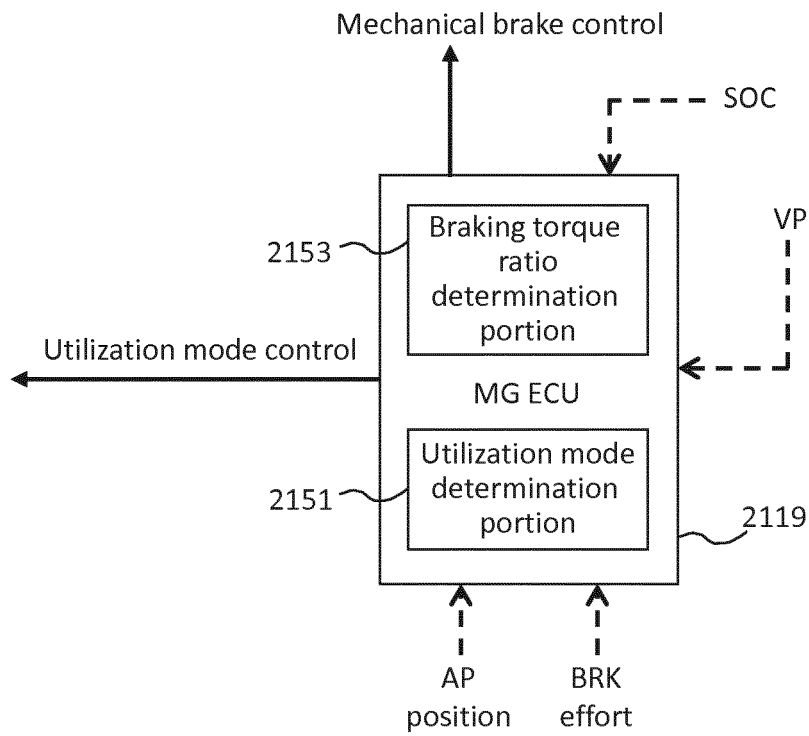 Mechanical brake control
SOC
VP
2153
Braking torque
ratio
determination
portion
Utilization mode control
MG ECU
2151
Utilization mode
determination
portion
2119
AP
position
BRK
effort